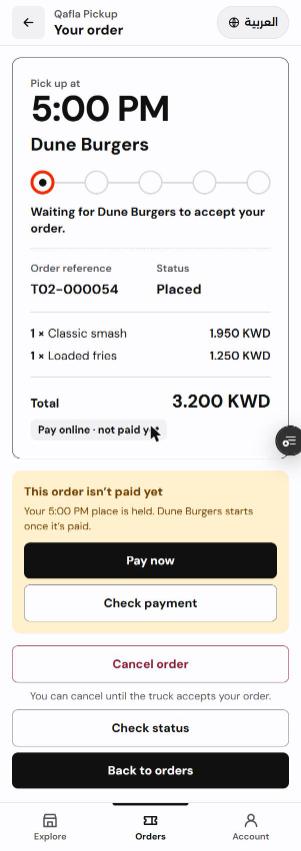 Qafla Pickup
Your order
العربية
Pick up at
5:00 PM
Dune Burgers
Waiting for Dune Burgers to accept your
order.
Order reference
Status
T02-000054
Placed
1 × Classic smash
1.950 KWD
1 × Loaded fries
1.250 KWD
Total
3.200 KWD
Pay online · not paid
This order isn't paid yet
Your 5:00 PM place is held. Dune Burgers starts
once it's paid.
Pay now
Check payment
Cancel order
You can cancel until the truck accepts your order.
Check status
Back to orders
Explore
Orders
Account